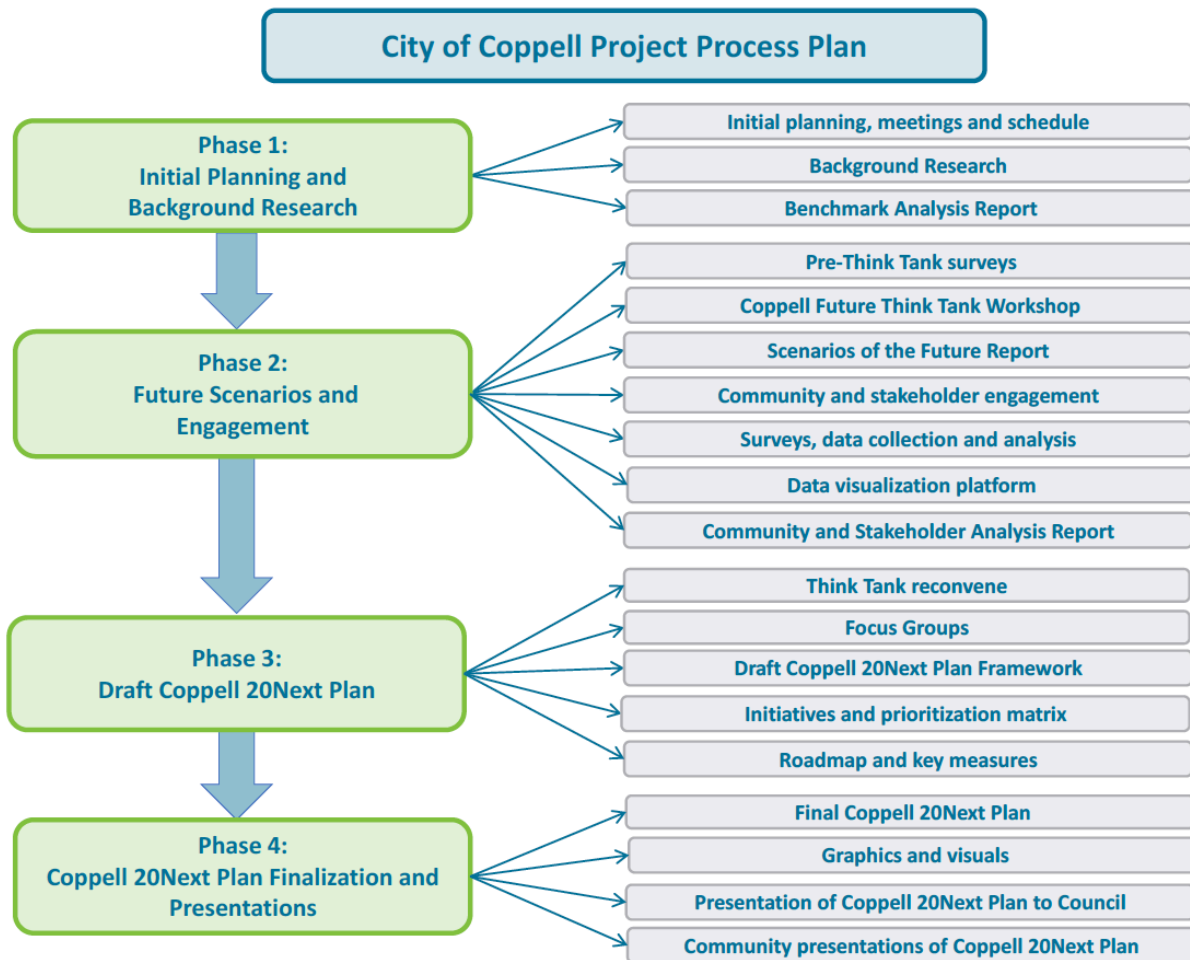 City of Coppell Project Process Plan
Phase 1:
Initial Planning and
Background Research
Initial planning, meetings and schedule
Background Research
Benchmark Analysis Report
Phase 2:
Future Scenarios and
Engagement
Pre-Think Tank surveys
Coppell Future Think Tank Workshop
Scenarios of the Future Report
Community and stakeholder engagement
Surveys, data collection and analysis
Data visualization platform
Community and Stakeholder Analysis Report
Phase 3:
Draft Coppell 20Next Plan
Think Tank reconvene
Focus Groups
Draft Coppell 20Next Plan Framework
Initiatives and prioritization matrix
Roadmap and key measures
Phase 4:
Coppell 20Next Plan Finalization and
Presentations
Final Coppell 20Next Plan
Graphics and visuals
Presentation of Coppell 20Next Plan to Council
Community presentations of Coppell 20Next Plan